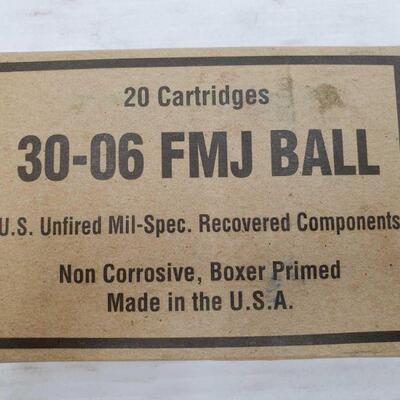 20 Cartridges
30-06 FMJ BALL
U.S. Unfired Mil-Spec. Recovered Components
Non Corrosive, Boxer Primed
Made in the U.S.A.